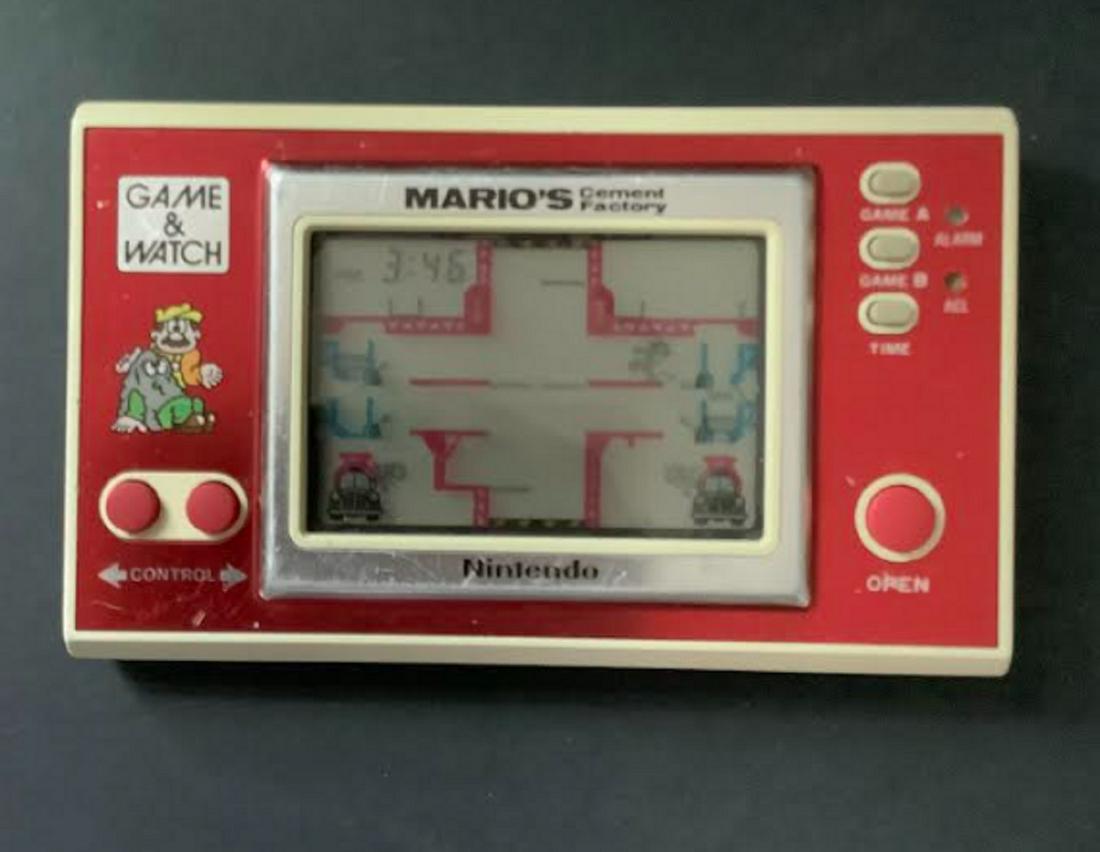 GAME
&
WATCH
MARIO'S Cement
Factory
3:46
GAME A
ALARM
GAME B
ACL
TIME
CONTROL
OPEN
Nintendo